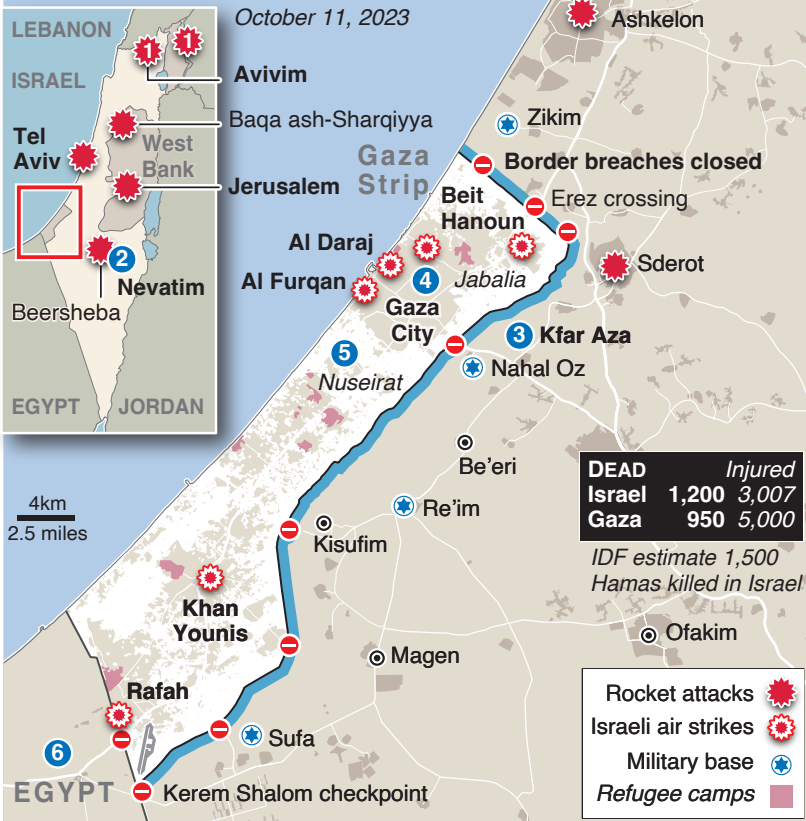 October 11, 2023
LEBANON
1
1
ISRAEL
Avivim
Baqa ash-Sharqiyya
Tel
Aviv
West
Bank
Jerusalem
2
Nevatim
Beersheba
EGYPT
JORDAN
Ashkelon
Zikim
Gaza
Strip
Border breaches closed
Beit
Hanoun
Erez crossing
Al Daraj
Al Furqan
4
Jabalia
Sderot
Gaza
City
3
Kfar Aza
5
Nuseirat
Nahal Oz
Be'eri
DEAD Injured
Israel 1,200 3,007
Gaza 950 5,000
IDF estimate 1,500
Hamas killed in Israel
4km
2.5 miles
Re'im
Kisufim
Khan
Younis
Ofakim
Magen
Rafah
Sufa
6
EGYPT
Kerem Shalom checkpoint
Rocket attacks
Israeli air strikes
Military base
Refugee camps